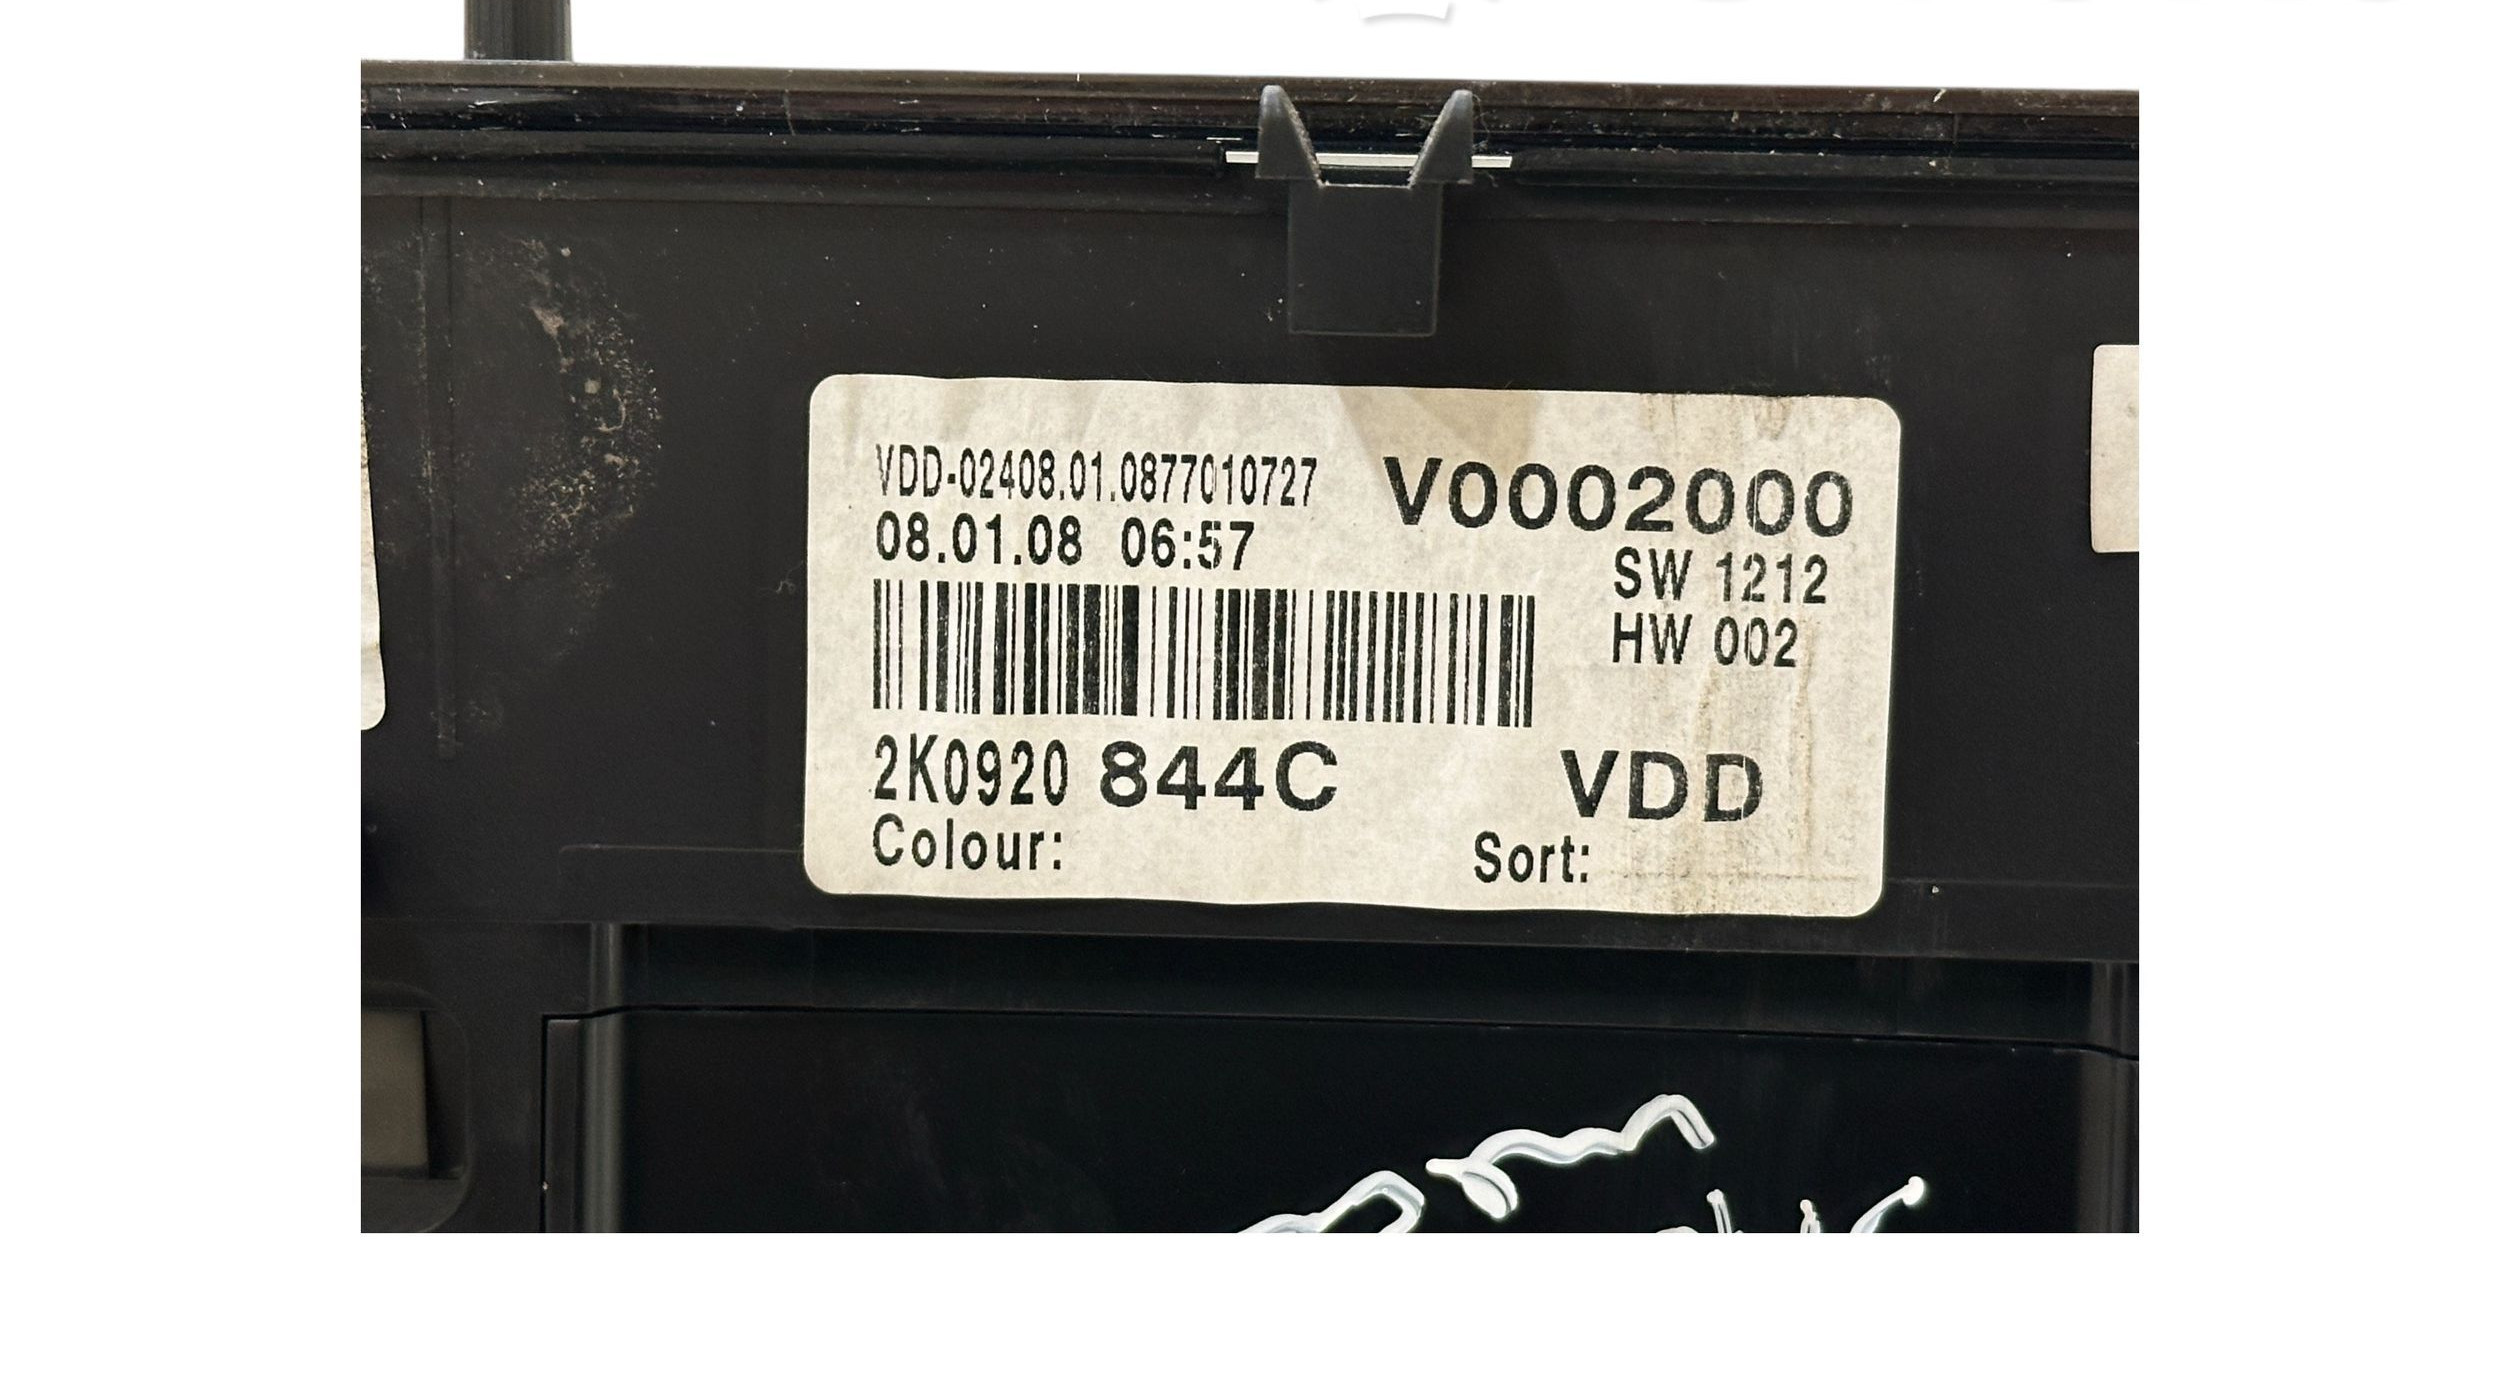 VDD-02408.01.0877010727 V0002000
08.01.08 06:57
SW 1212
HW 002
2K0920 844C VDD
Colour: Sort: